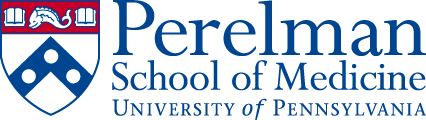 Perelman
School of Medicine
UNIVERSITY of PENNSYLVANIA